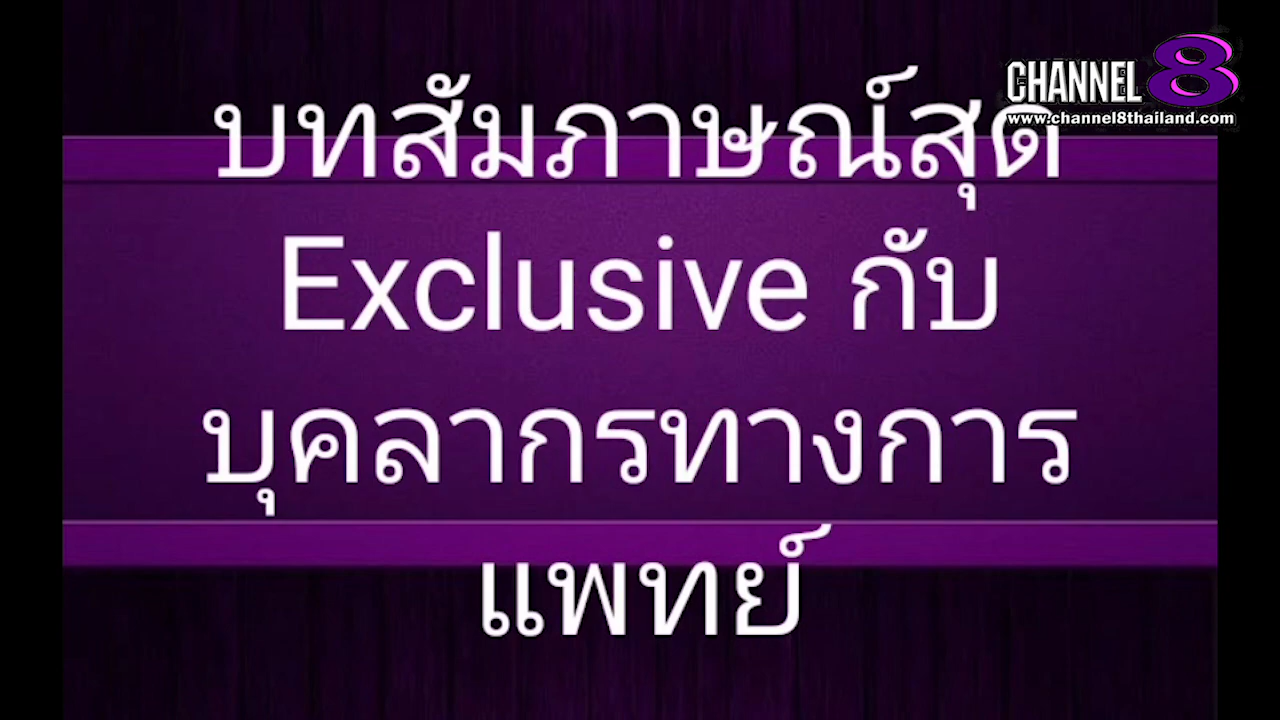 CHANNEL 8
www.channel8thailand.com
บทสัมภาษณ์สุด
Exclusive กับ
บุคลากรทางการ
แพทย์